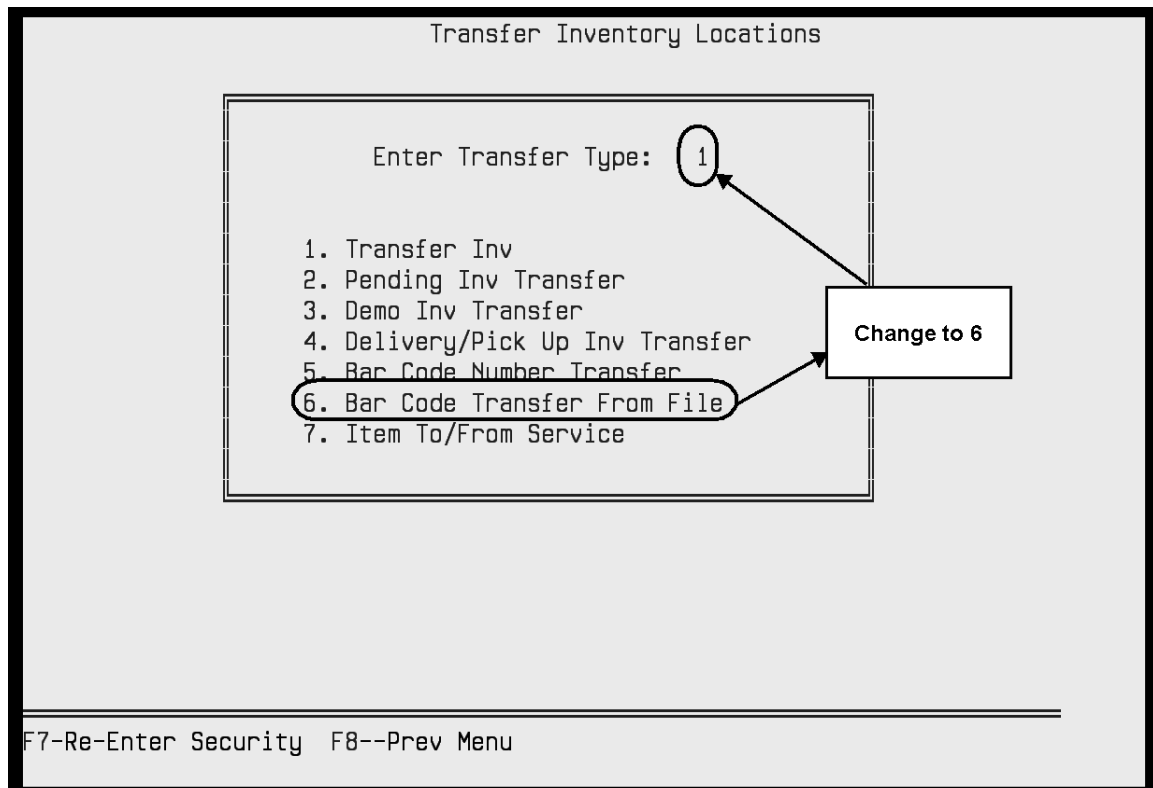 Transfer Inventory Locations
Enter Transfer Type: 1
1. Transfer Inv
2. Pending Inv Transfer
3. Demo Inv Transfer
4. Delivery/Pick Up Inv Transfer
Change to 6
5. Bar Code Number Transfer
6. Bar Code Transfer From File
7. Item To/From Service
F7-Re-Enter Security F8--Prev Menu